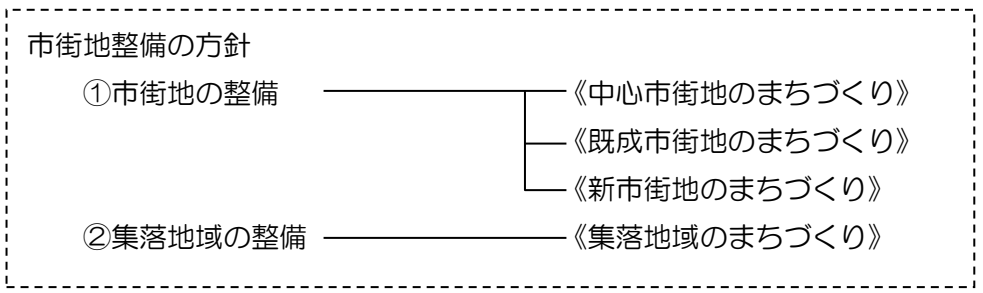 市街地整備の方針
①市街地の整備 《中心市街地のまちづくり》
《既成市街地のまちづくり》
《新市街地のまちづくり》
②集落地域の整備 《集落地域のまちづくり》